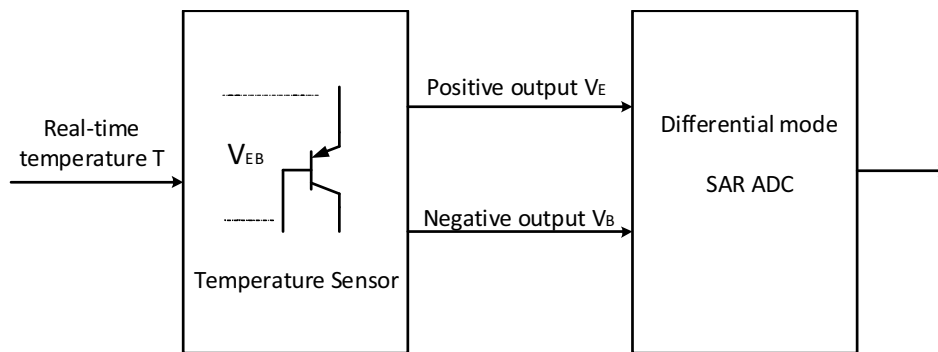 Real-time
temperature T
VEB
Temperature Sensor
Positive output VE
Negative output VB
Differential mode
SAR ADC